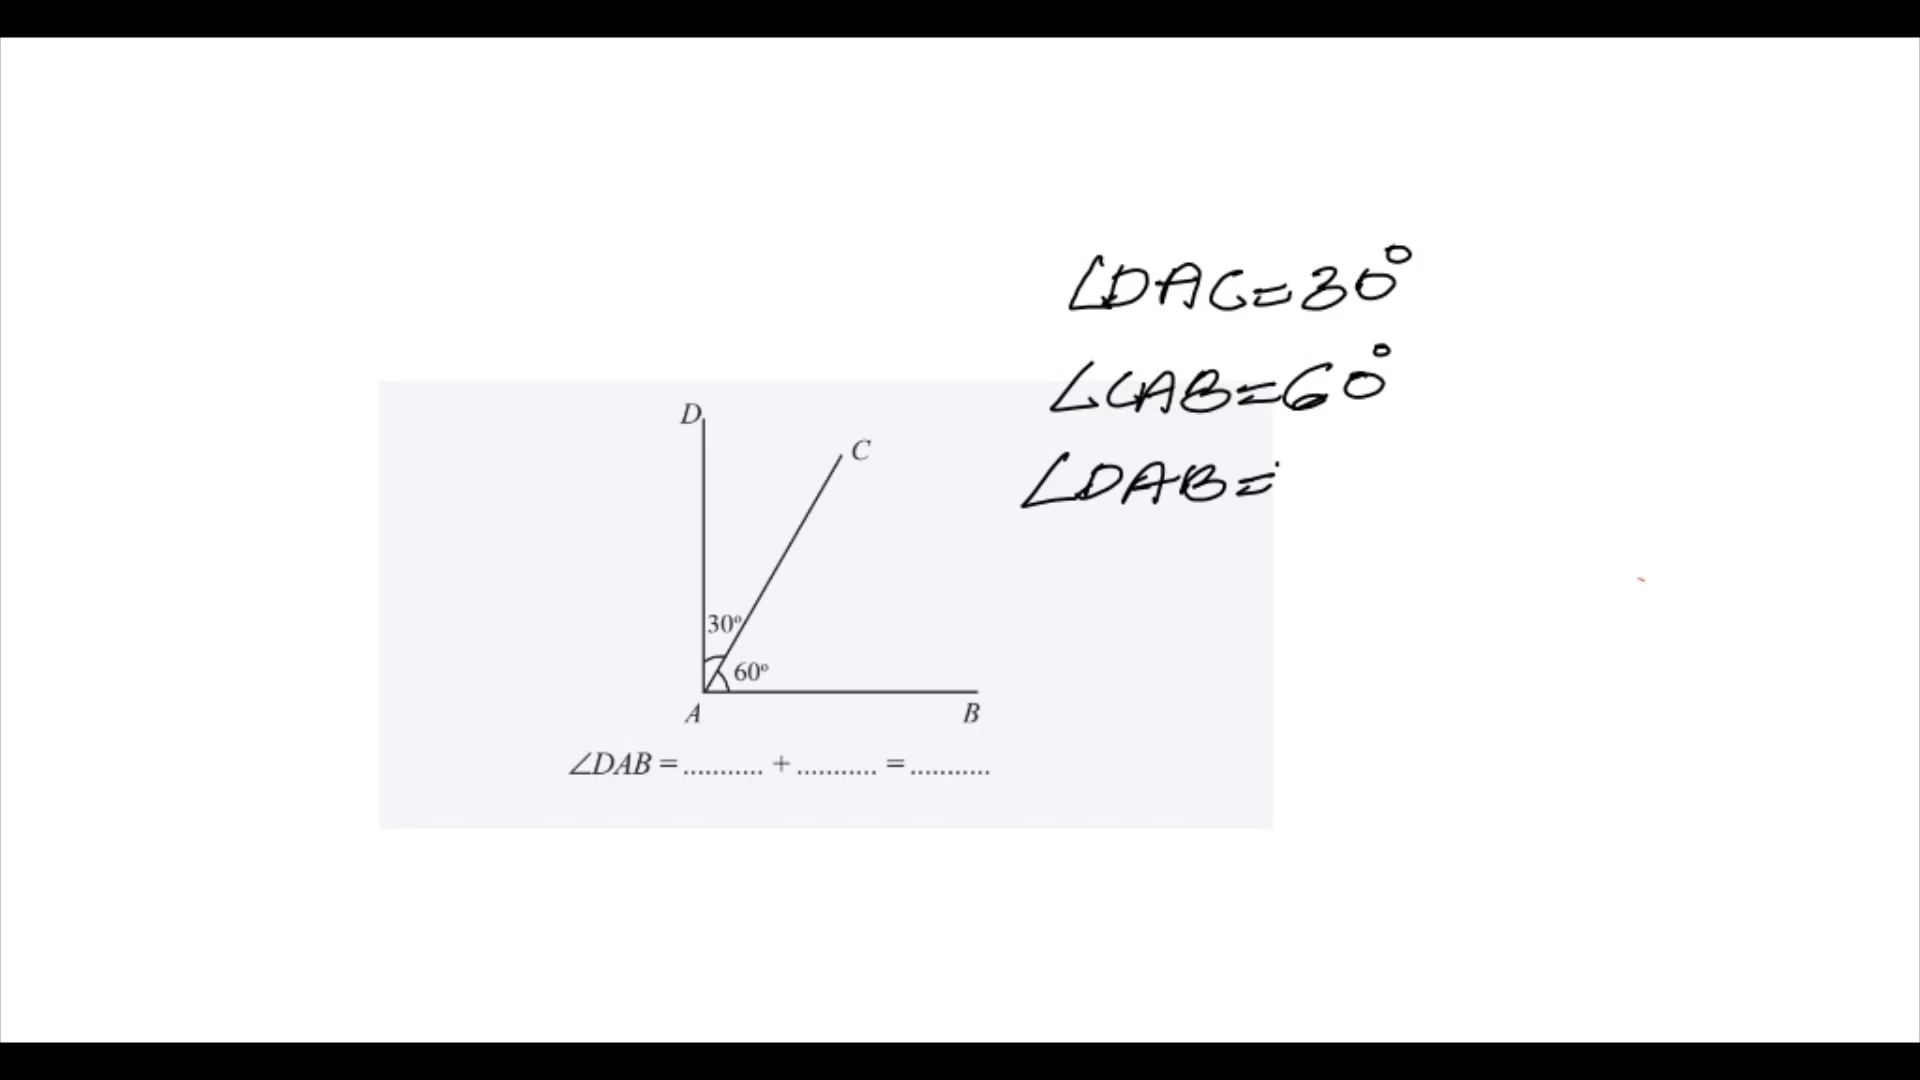 ∠DAC=30°
∠CAB=60°
∠DAB=
D
C
30°
60°
A
B
∠DAB = ........... + ........... = ...........